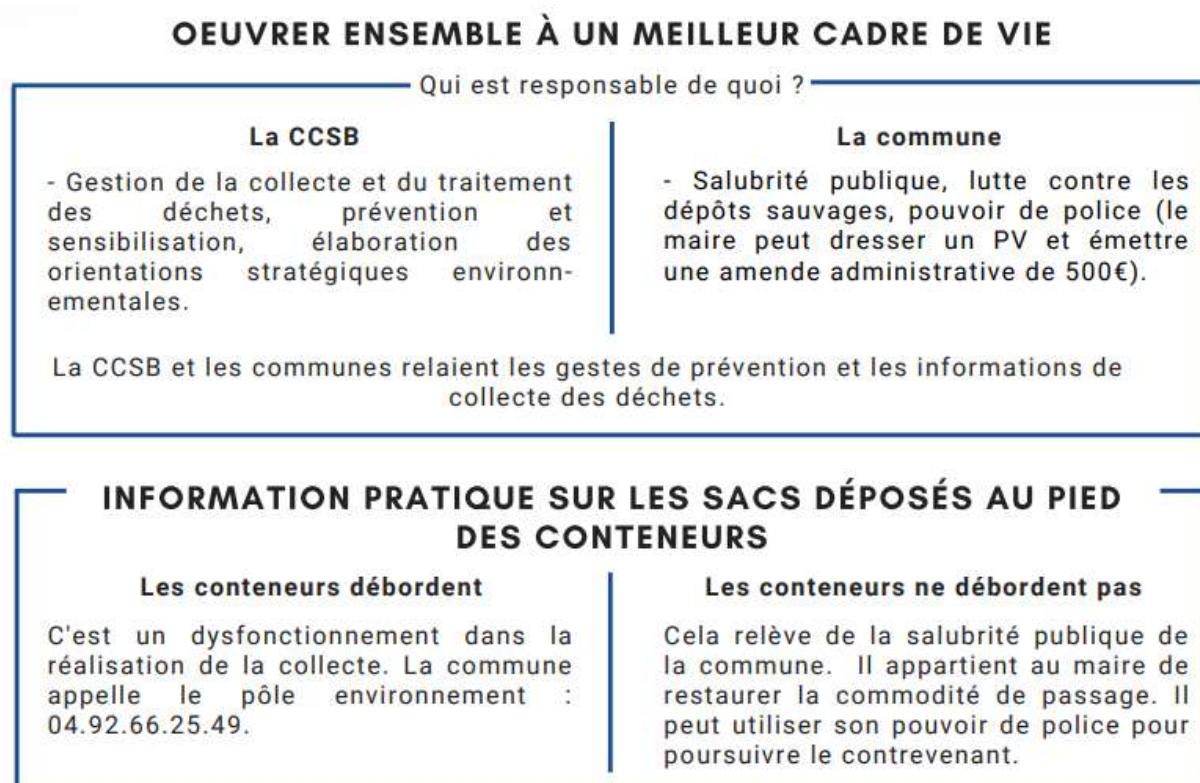 OEUVRER ENSEMBLE À UN MEILLEUR CADRE DE VIE
Qui est responsable de quoi ?
La CCSB
- Gestion de la collecte et du traitement
des déchets, prévention et
sensibilisation, élaboration des
orientations stratégiques environn-
ementales.
La commune
- Salubrité publique, lutte contre les
dépôts sauvages, pouvoir de police (le
maire peut dresser un PV et émettre
une amende administrative de 500€).
La CCSB et les communes relaient les gestes de prévention et les informations de
collecte des déchets.
INFORMATION PRATIQUE SUR LES SACS DÉPOSÉS AU PIED
DES CONTENEURS
Les conteneurs débordent
C'est un dysfonctionnement dans la
réalisation de la collecte. La commune
appelle le pôle environnement :
04.92.66.25.49.
Les conteneurs ne débordent pas
Cela relève de la salubrité publique de
la commune. Il appartient au maire de
restaurer la commodité de passage. Il
peut utiliser son pouvoir de police pour
poursuivre le contrevenant.